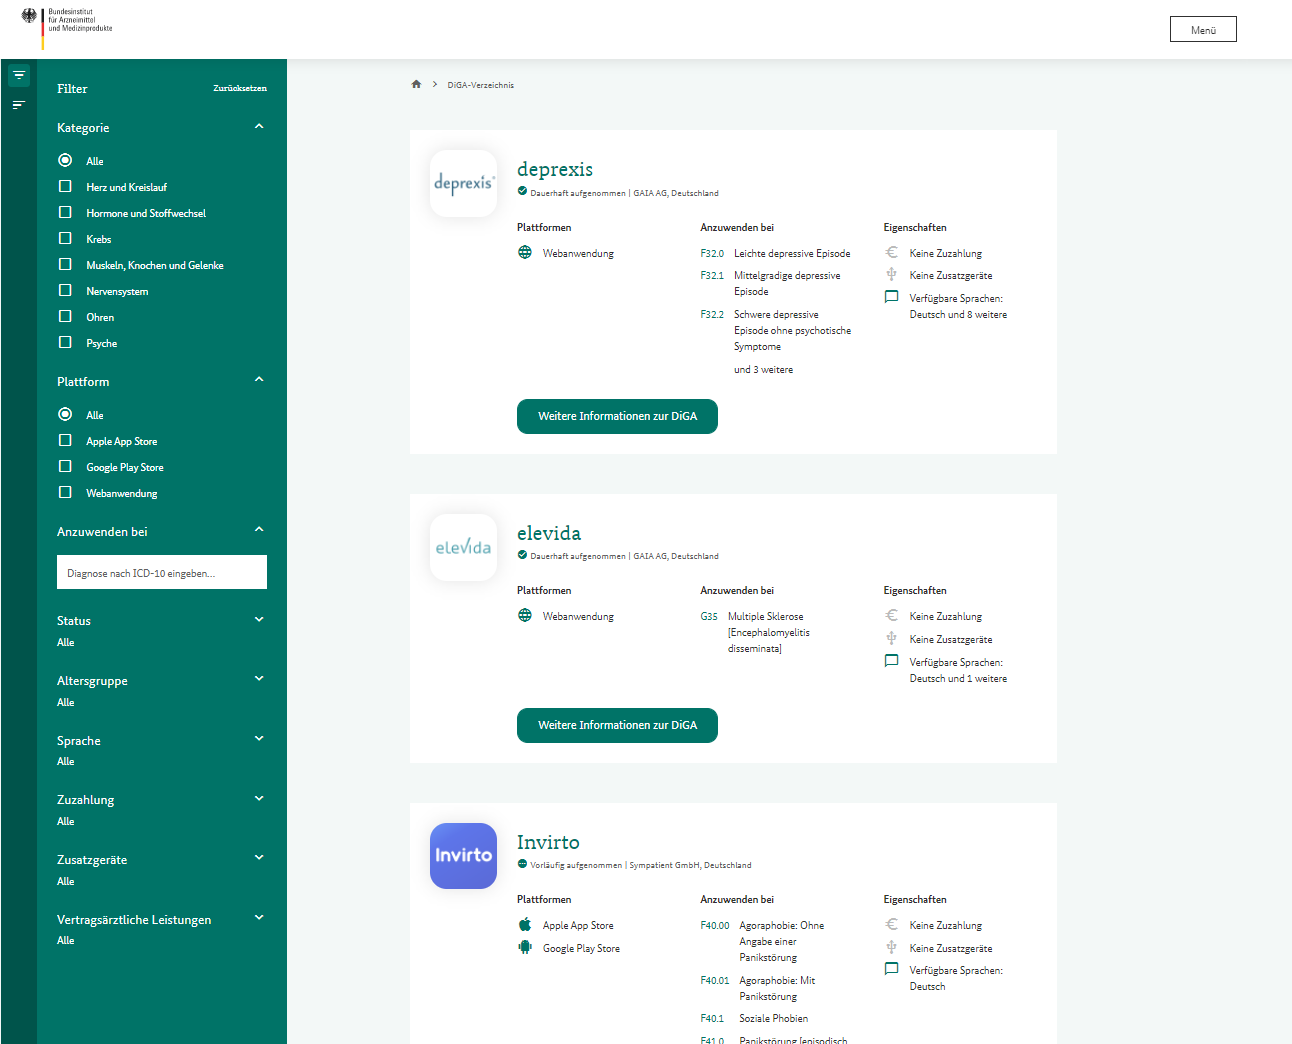 Bundesinstitut
für Arzneimittel
und Medizinprodukte
Menü
Filter
Zurücksetzen
Kategorie
Alle
Herz und Kreislauf
Hormone und Stoffwechsel
Krebs
Muskeln, Knochen und Gelenke
Nervensystem
Ohren
Psyche
Plattform
Alle
Apple App Store
Google Play Store
Webanwendung
Anzuwenden bei
Diagnose nach ICD-10 eingeben...
Status
Alle
Altersgruppe
Alle
Sprache
Alle
Zuzahlung
Alle
Zusatzgeräte
Alle
Vertragsärztliche Leistungen
Alle
DiGA-Verzeichnis
deprexis®
deprexis
Dauerhaft aufgenommen | GAIA AG, Deutschland
Plattformen
Webanwendung
Anzuwenden bei
F32.0 Leichte depressive Episode
F32.1 Mittelgradige depressive
Episode
F32.2 Schwere depressive
Episode ohne psychotische
Symptome
und 3 weitere
Eigenschaften
Keine Zuzahlung
Keine Zusatzgeräte
Verfügbare Sprachen:
Deutsch und 8 weitere
Weitere Informationen zur DiGA
elevida
elevida
Dauerhaft aufgenommen | GAIA AG, Deutschland
Plattformen
Webanwendung
Anzuwenden bei
G35 Multiple Sklerose
[Encephalomyelitis
disseminata]
Eigenschaften
Keine Zuzahlung
Keine Zusatzgeräte
Verfügbare Sprachen:
Deutsch und 1 weitere
Weitere Informationen zur DiGA
Invirto
Invirto
Vorläufig aufgenommen | Sympatient GmbH, Deutschland
Plattformen
Apple App Store
Google Play Store
Anzuwenden bei
F40.00 Agoraphobie: Ohne
Angabe einer
Panikstörung
F40.01 Agoraphobie: Mit
Panikstörung
F40.1 Soziale Phobien
F41.0 Panikstörung [episodisch
Eigenschaften
Keine Zuzahlung
Keine Zusatzgeräte
Verfügbare Sprachen:
Deutsch